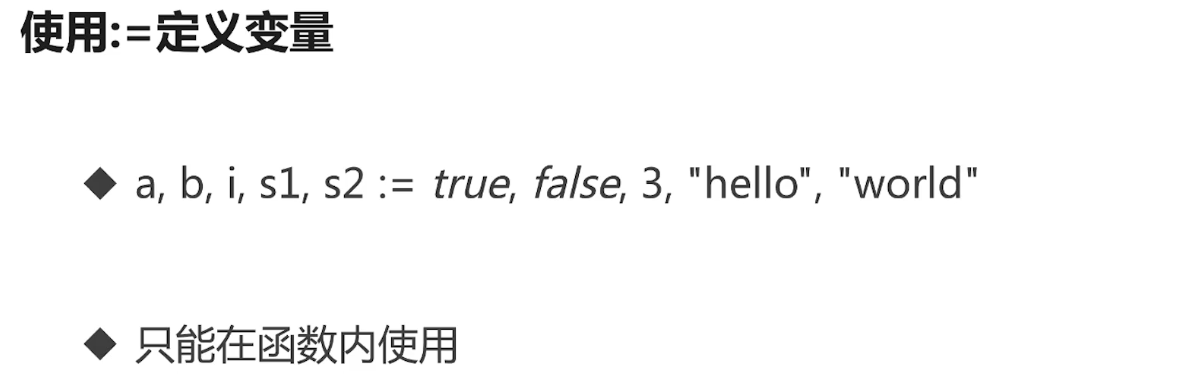 使用:=定义变量
◆ a, b, i, s1, s2 := true, false, 3, "hello", "world"
◆ 只能在函数内使用